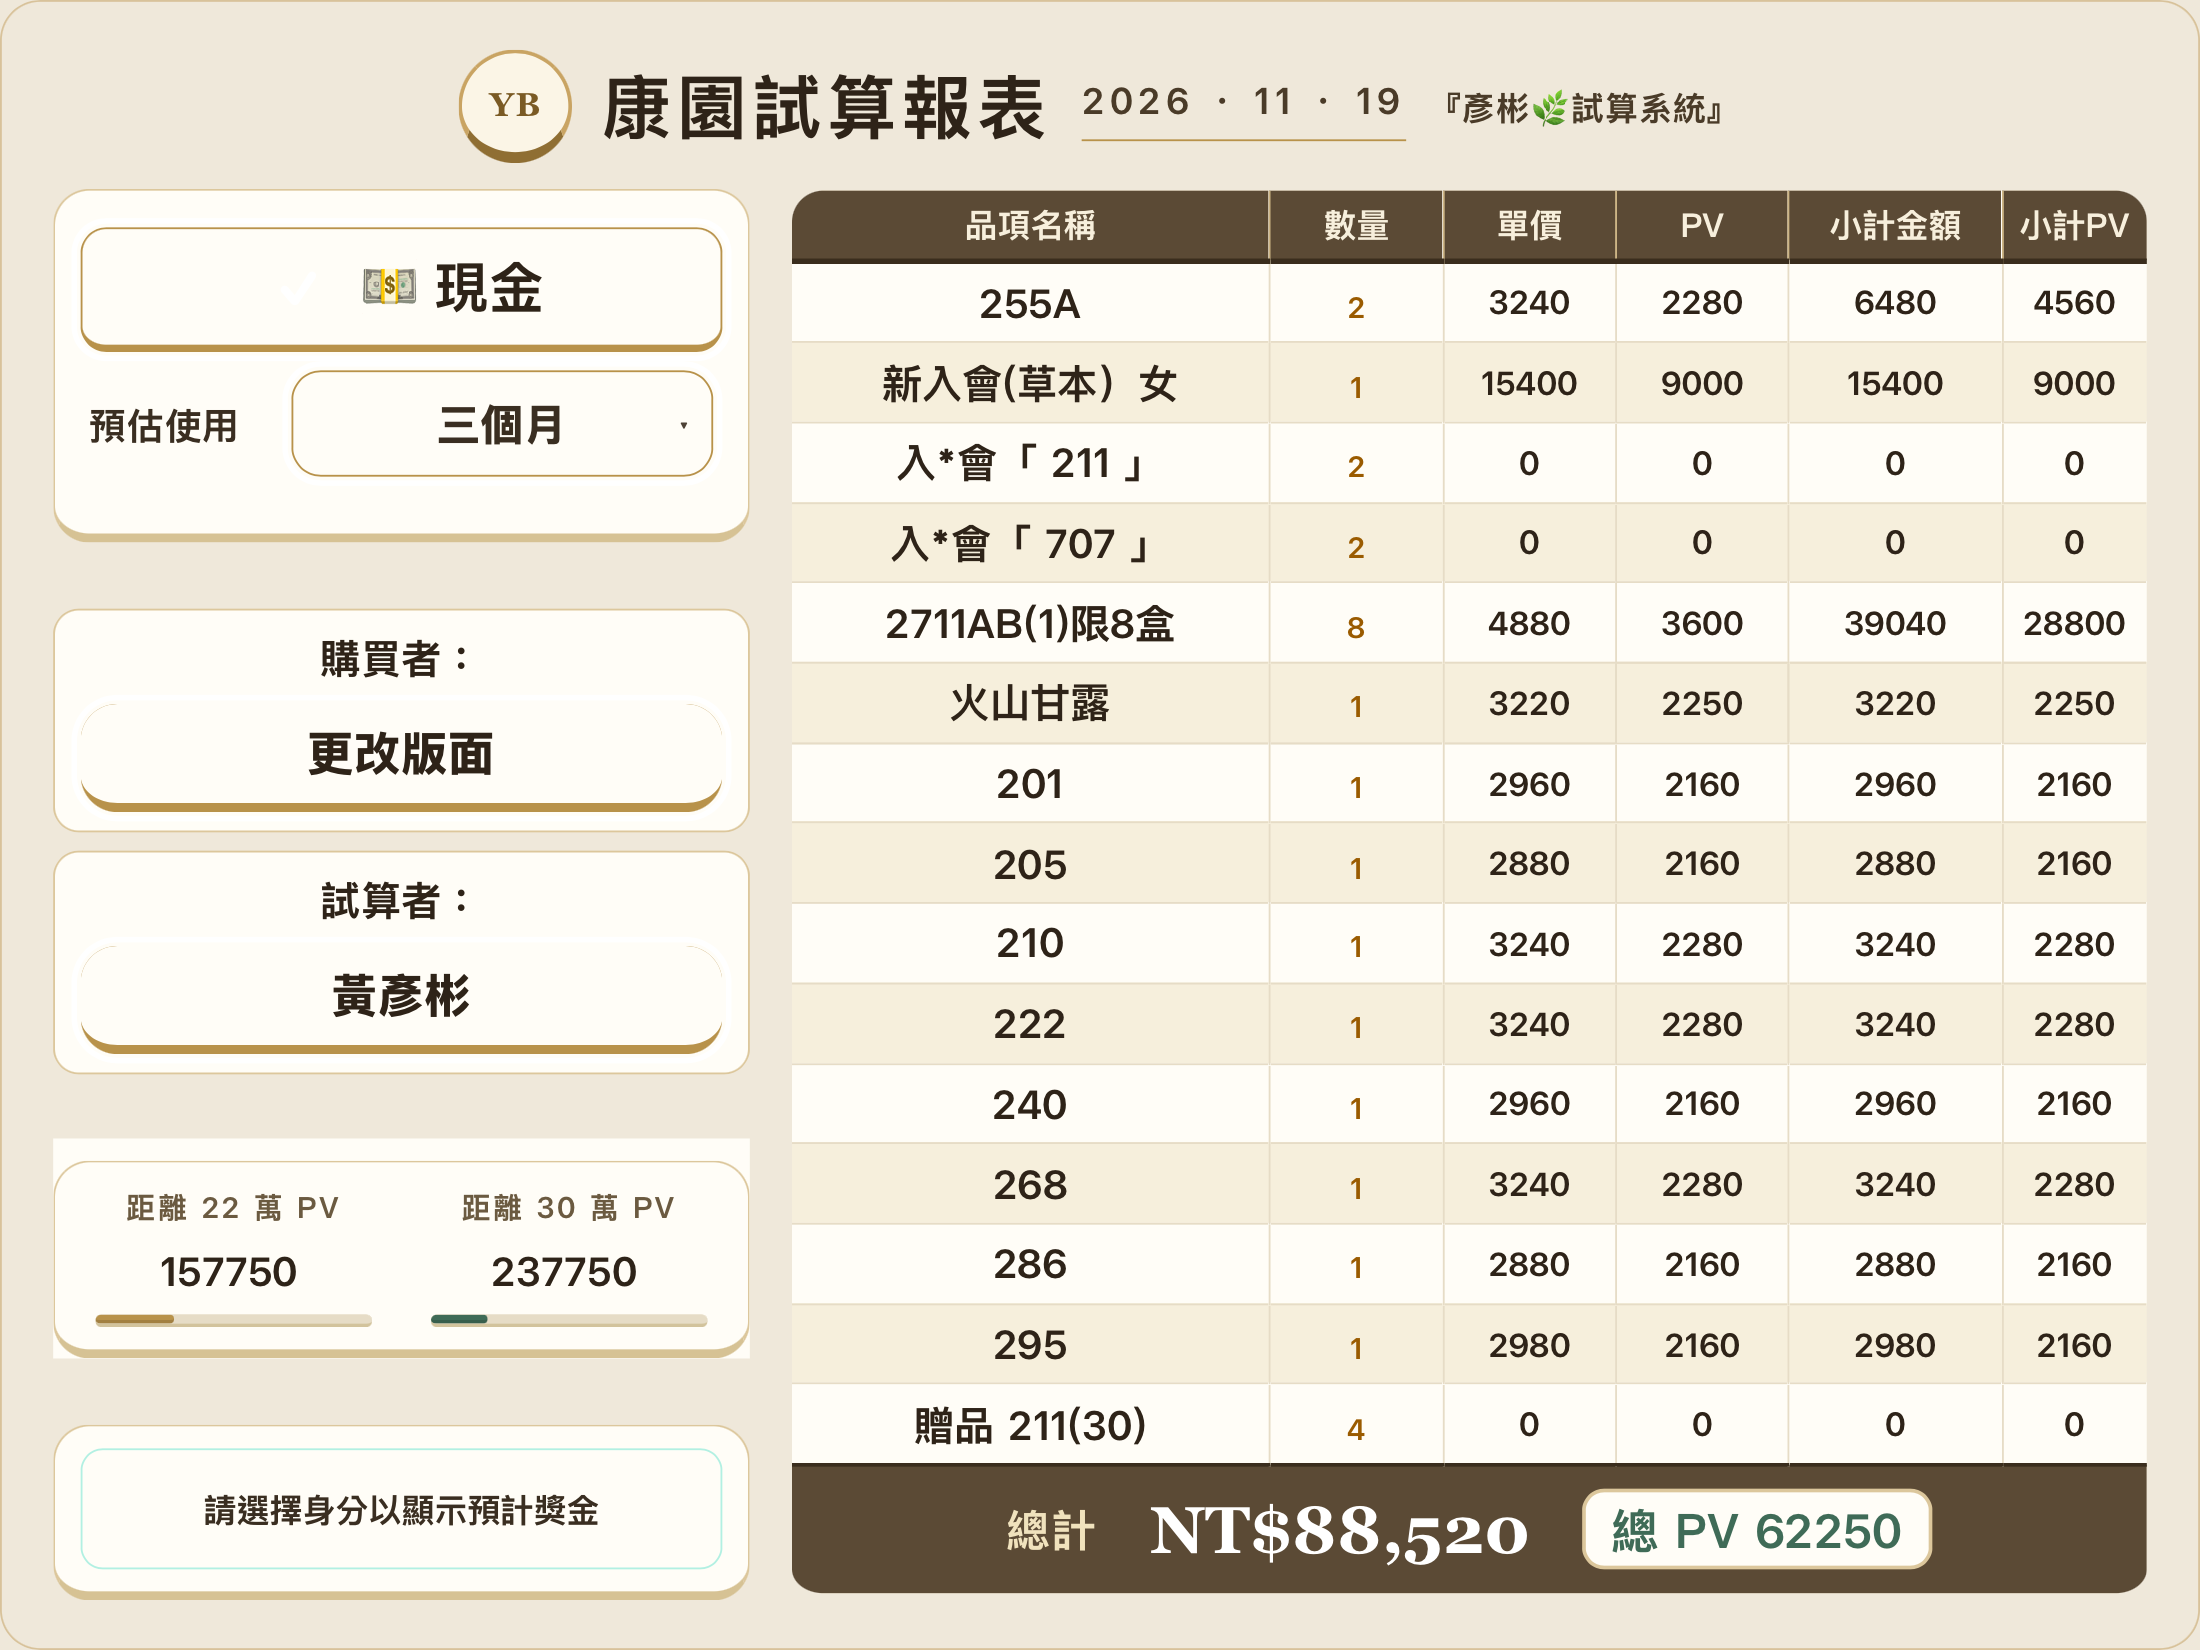 YB 康園試算報表 2026 · 11 · 19 『彥彬🌿試算系統』
💵 現金
預估使用 三個月
購買者：
更改版面
試算者：
黃彥彬
距離 22 萬 PV 距離 30 萬 PV
157750 237750
請選擇身分以顯示預計獎金
品項名稱 數量 單價 PV 小計金額 小計PV
255A 2 3240 2280 6480 4560
新入會(草本）女 1 15400 9000 15400 9000
入*會「 211 」 2 0 0 0 0
入*會「 707 」 2 0 0 0 0
2711AB(1)限8盒 8 4880 3600 39040 28800
火山甘露 1 3220 2250 3220 2250
201 1 2960 2160 2960 2160
205 1 2880 2160 2880 2160
210 1 3240 2280 3240 2280
222 1 3240 2280 3240 2280
240 1 2960 2160 2960 2160
268 1 3240 2280 3240 2280
286 1 2880 2160 2880 2160
295 1 2980 2160 2980 2160
贈品 211(30) 4 0 0 0 0
總計 NT$88,520 總 PV 62250